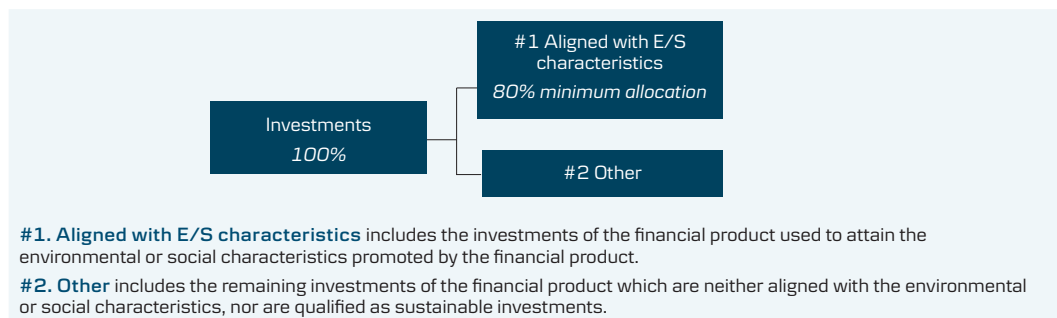 #1 Aligned with E/S
characteristics
80% minimum allocation
Investments
100%
#2 Other
#1. Aligned with E/S characteristics includes the investments of the financial product used to attain the
environmental or social characteristics promoted by the financial product.
#2. Other includes the remaining investments of the financial product which are neither aligned with the environmental
or social characteristics, nor are qualified as sustainable investments.